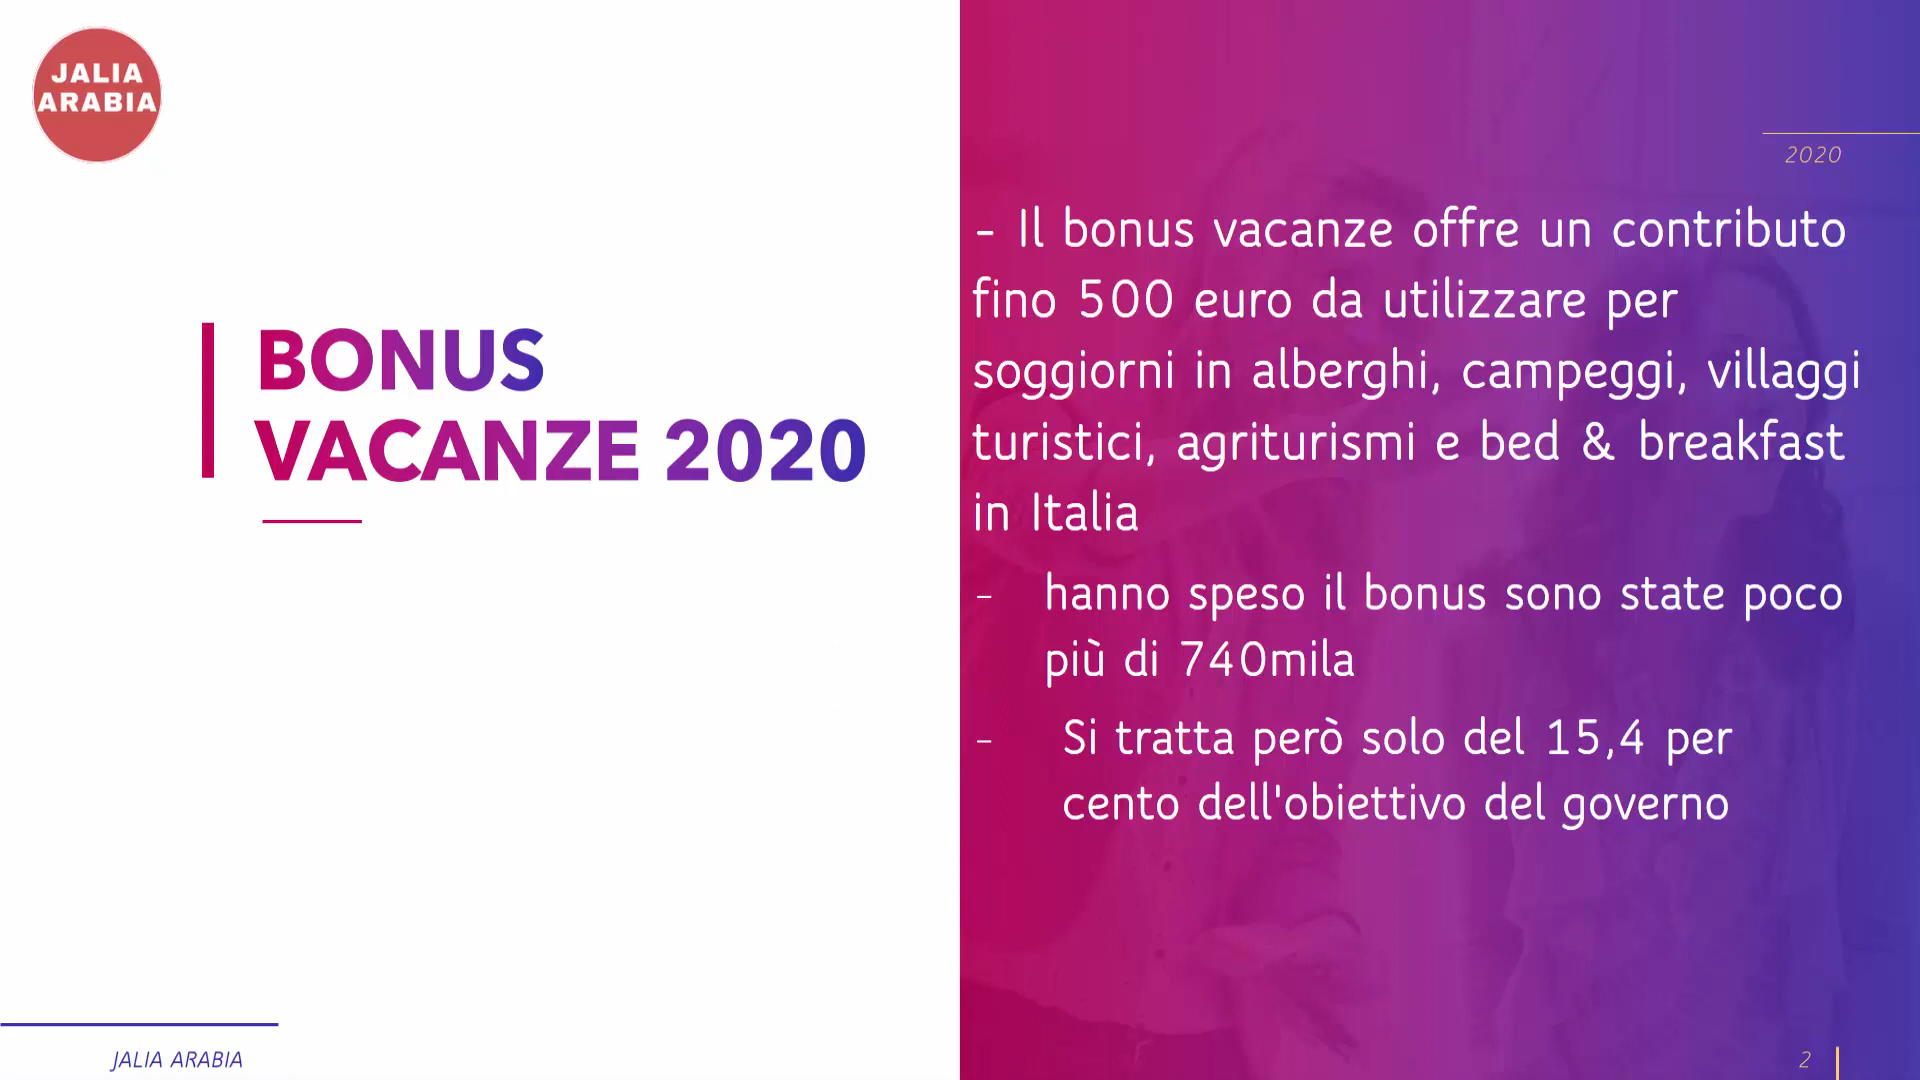 JALIA
ARABIA
BONUS
VACANZE 2020
JALIA ARABIA
2020
- Il bonus vacanze offre un contributo
fino 500 euro da utilizzare per
soggiorni in alberghi, campeggi, villaggi
turistici, agriturismi e bed & breakfast
in Italia
- hanno speso il bonus sono state poco
più di 740mila
- Si tratta però solo del 15,4 per
cento dell'obiettivo del governo
2